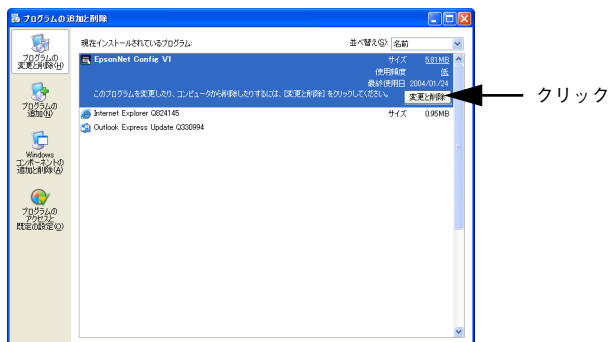 プログラムの追加と削除
プログラムの
変更と削除(H)
プログラムの
追加(N)
Windows
コンポーネントの
追加と削除(A)
プログラムの
アクセスと
既定の設定(O)
現在インストールされているプログラム:
並べ替え(S): 名前
EpsonNet Config V1
サイズ 5.81MB
使用頻度 低
最終使用日 2004/01/24
このプログラムを変更したり、コンピュータから削除したりするには、[変更と削除] をクリックしてください。
変更と削除
クリック
Internet Explorer Q824145
サイズ 0.95MB
Outlook Express Update Q330994